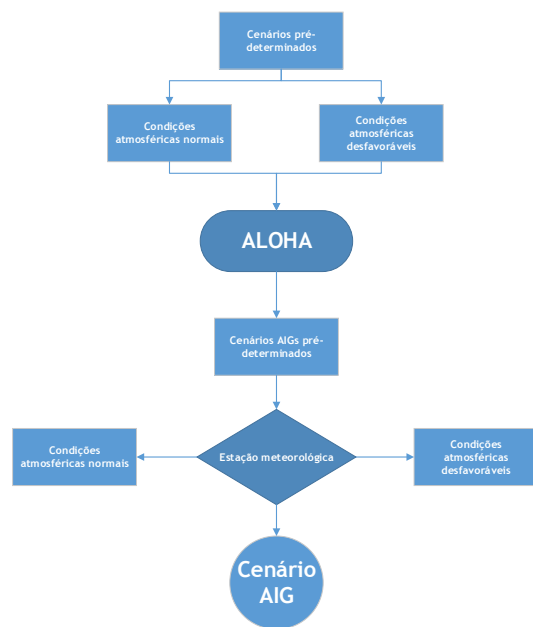 Cenários pré-
determinados
Condições
atmosféricas normais
Condições
atmosféricas
desfavoráveis
ALOHA
Cenários AIGs pré-
determinados
Condições
atmosféricas normais
Estação meteorológica
Condições
atmosféricas
desfavoráveis
Cenário
AIG